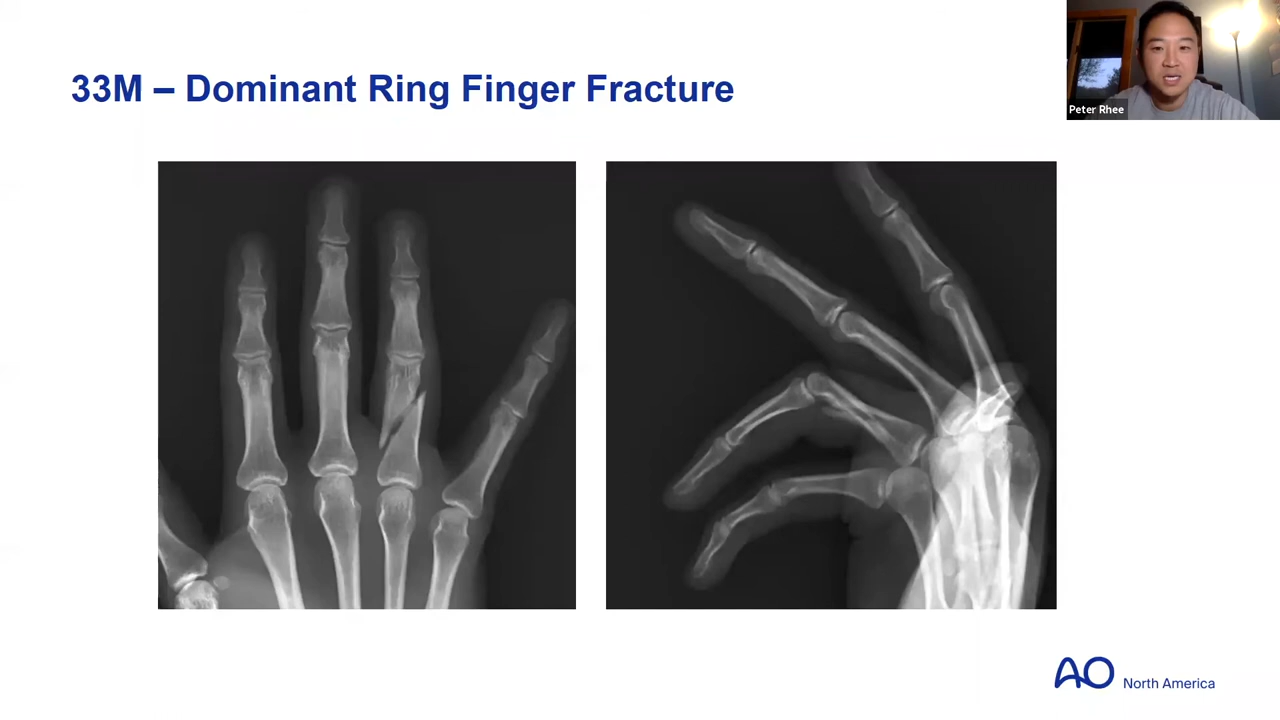 33M – Dominant Ring Finger Fracture
Peter Rhee
AO North America